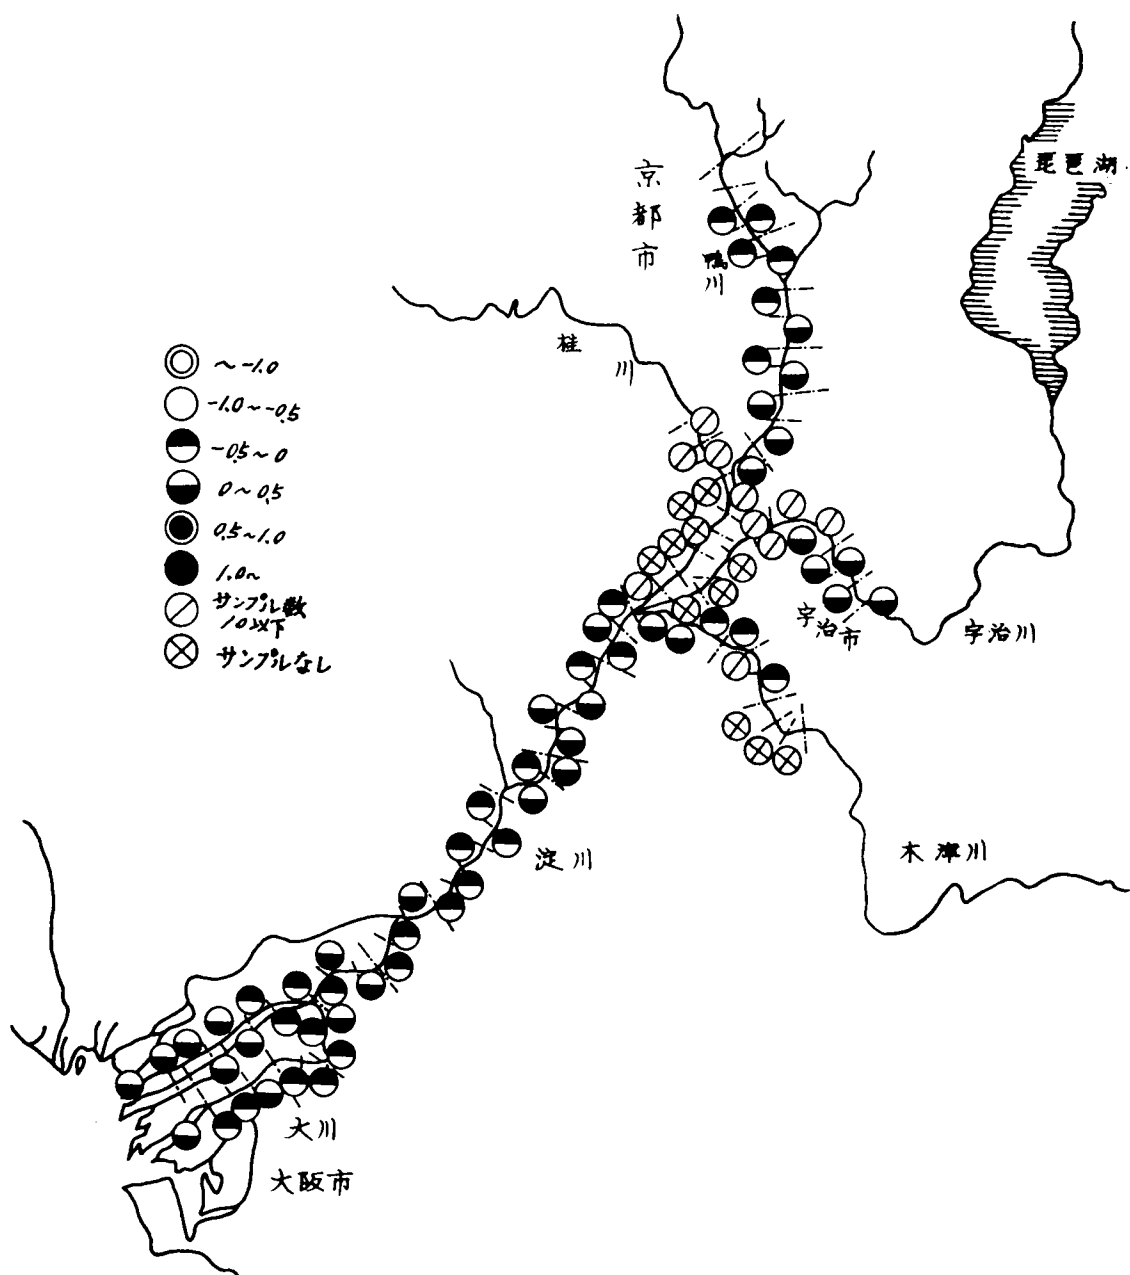 琵琶湖
京都市
鴨川
桂川
〜-1.0
-1.0〜-0.5
-0.5〜0
0〜0.5
0.5〜1.0
1.0〜
サンプル数
10以下
サンプルなし
宇治市
宇治川
淀川
木津川
大川
大阪市